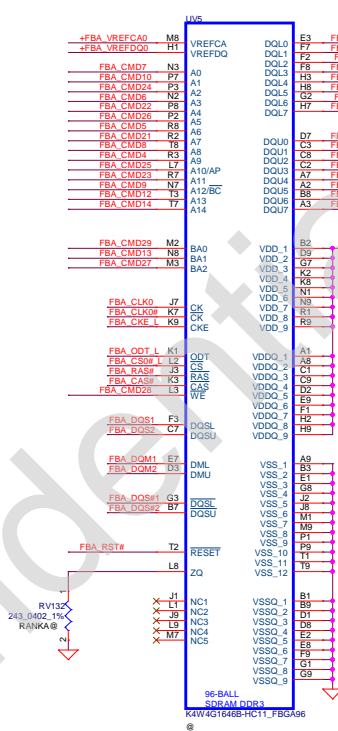 UV5
+FBA_VREFCA0 M8 VREFCA DQL0 E3
+FBA_VREFDQ0 H1 VREFDQ DQL1 F7
DQL2 F2
FBA_CMD7 N3 A0 DQL3 F8
FBA_CMD10 P7 A1 DQL4 H3
FBA_CMD24 P3 A2 DQL5 H8
FBA_CMD6 N2 A3 DQL6 G2
FBA_CMD22 P8 A4 DQL7 H7
FBA_CMD26 P2 A5
FBA_CMD5 R8 A6
FBA_CMD21 R2 A7 DQU0 D7
FBA_CMD8 T8 A8 DQU1 C3
FBA_CMD4 R3 A9 DQU2 C8
FBA_CMD25 L7 A10/AP DQU3 C2
FBA_CMD23 R7 A11 DQU4 A7
FBA_CMD9 N7 A12/BC DQU5 A2
FBA_CMD12 T3 A13 DQU6 B8
FBA_CMD14 T7 A14 DQU7 A3
FBA_CMD29 M2 BA0 VDD_1 B2
FBA_CMD13 N8 BA1 VDD_2 D9
FBA_CMD27 M3 BA2 VDD_3 G7
VDD_4 K2
VDD_5 K8
VDD_6 N1
FBA_CLK0 J7 CK VDD_7 N9
FBA_CLK0# K7 CK VDD_8 R1
FBA_CKE_L K9 CKE VDD_9 R9
FBA_ODT_L K1 ODT VDDQ_1 A1
FBA_CS0#_L L2 CS VDDQ_2 A8
FBA_RAS# J3 RAS VDDQ_3 C1
FBA_CAS# K3 CAS VDDQ_4 C9
FBA_CMD28 L3 WE VDDQ_5 D2
VDDQ_6 E9
VDDQ_7 F1
FBA_DQS1 F3 DQSL VDDQ_8 H2
FBA_DQS2 C7 DQSU VDDQ_9 H9
FBA_DQM1 E7 DML VSS_1 A9
FBA_DQM2 D3 DMU VSS_2 B3
VSS_3 E1
VSS_4 G8
FBA_DQS#1 G3 DQSL VSS_5 J2
FBA_DQS#2 B7 DQSU VSS_6 J8
VSS_7 M1
VSS_8 M9
VSS_9 P1
FBA_RST# T2 RESET VSS_10 P9
VSS_11 T1
L8 ZQ VSS_12 T9
J1 NC1 VSSQ_1 B1
L1 NC2 VSSQ_2 B9
J9 NC3 VSSQ_3 D1
L9 NC4 VSSQ_4 D8
M7 NC5 VSSQ_5 E2
VSSQ_6 E8
VSSQ_7 F9
VSSQ_8 G1
VSSQ_9 G9
1
RV132
243_0402_1%
RANKA@
2
96-BALL
SDRAM DDR3
K4W4G1646B-HC11_FBGA96
@